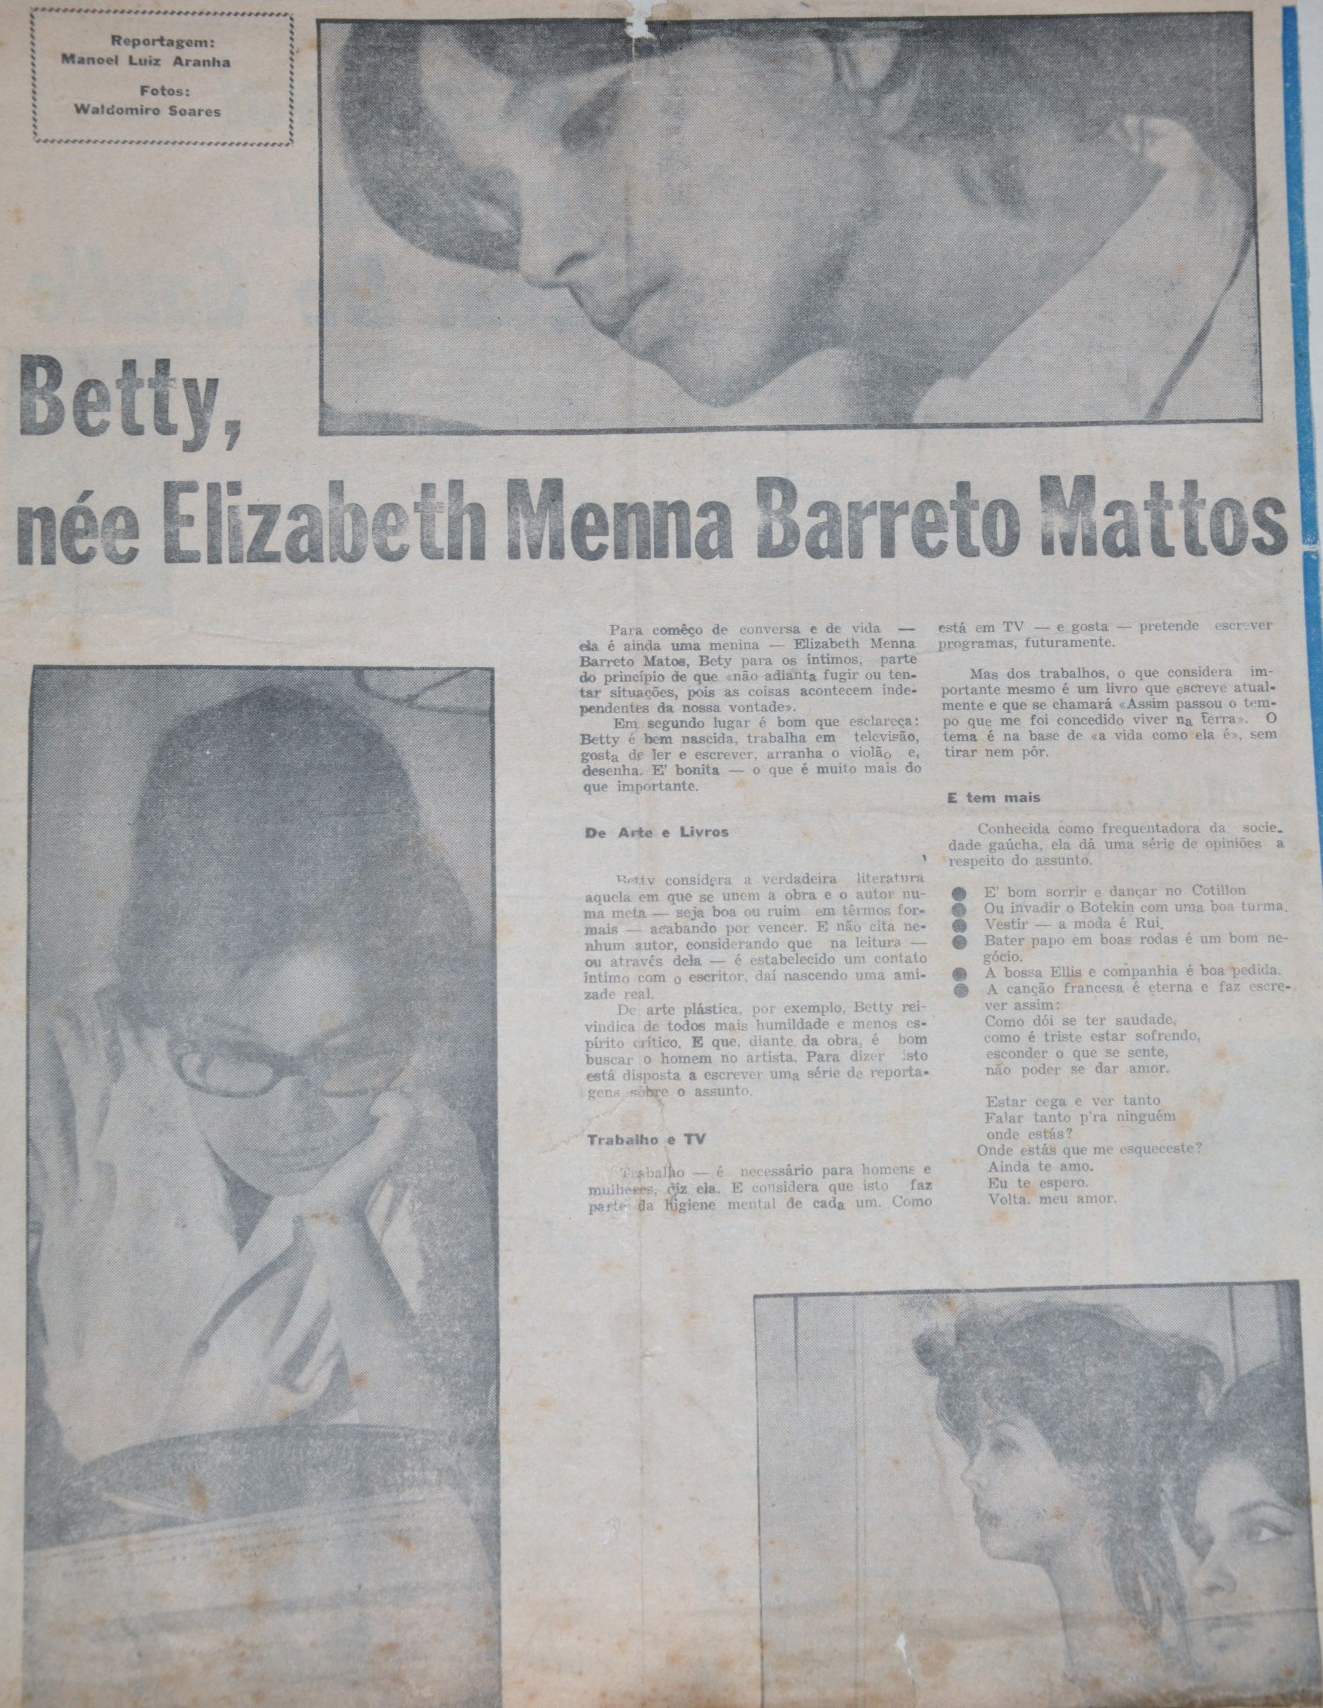 Reportagem:
Manoel Luiz Aranha
Fotos:
Waldomiro Soares
Betty,
née Elizabeth Menna Barreto Mattos
Para comêço de conversa e de vida —
ela é ainda uma menina — Elizabeth Menna
Barreto Matos, Bety para os íntimos, parte
do princípio de que «não adianta fugir ou ten-
tar situações, pois as coisas acontecem inde-
pendentes da nossa vontade».
Em segundo lugar é bom que esclareça:
Betty é bem nascida, trabalha em televisão,
gosta de ler e escrever, arranha o violão e,
desenha. E' bonita — o que é muito mais do
que importante.
De Arte e Livros
Betty considera a verdadeira literatura
aquela em que se unem a obra e o autor nu-
ma meta — seja boa ou ruim em têrmos for-
mais — acabando por vencer. E não cita ne-
nhum autor, considerando que na leitura —
ou através dela — é estabelecido um contato
íntimo com o escritor, daí nascendo uma ami-
zade real.
De arte plástica, por exemplo, Betty rei-
vindica de todos mais humildade e menos es-
pírito crítico. E que, diante da obra, é bom
buscar o homem no artista. Para dizer isto
está disposta a escrever uma série de reporta-
gens sôbre o assunto.
Trabalho e TV
Trabalho — é necessário para homens e
mulheres, diz ela. E considera que isto faz
parte da higiene mental de cada um. Como
está em TV — e gosta — pretende escrever
programas, futuramente.
Mas dos trabalhos, o que considera im-
portante mesmo é um livro que escreve atual-
mente e que se chamará «Assim passou o tem-
po que me foi concedido viver na terra». O
tema é na base de «a vida como ela é», sem
tirar nem pôr.
E tem mais
Conhecida como frequentadora da socie-
dade gaúcha, ela dá uma série de opiniões a
respeito do assunto.
● E' bom sorrir e dançar no Cotillon
● Ou invadir o Botekin com uma boa turma.
● Vestir — a moda é Rui.
● Bater papo em boas rodas é um bom ne-
gócio.
● A bossa Ellis e companhia é boa pedida.
● A canção francesa é eterna e faz escre-
ver assim:
Como dói se ter saudade,
como é triste estar sofrendo,
esconder o que se sente,
não poder se dar amor.
Estar cega e ver tanto
Falar tanto p'ra ninguém
onde estás?
Onde estás que me esqueceste?
Ainda te amo.
Eu te espero.
Volta. meu amor.